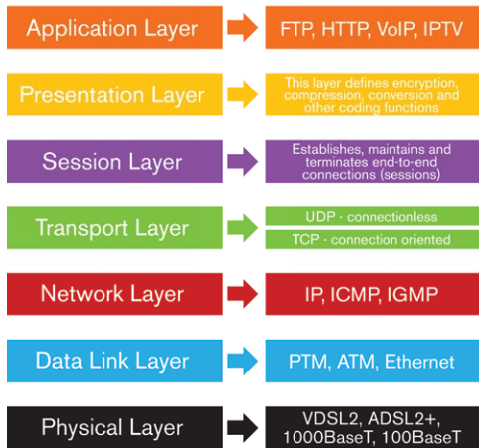 Application Layer
FTP, HTTP, VoIP, IPTV
Presentation Layer
This layer defines encryption,
compression, conversion and
other coding functions
Session Layer
Establishes, maintains and
terminates end-to-end
connections (sessions)
Transport Layer
UDP - connectionless
TCP - connection oriented
Network Layer
IP, ICMP, IGMP
Data Link Layer
PTM, ATM, Ethernet
Physical Layer
VDSL2, ADSL2+,
1000BaseT, 100BaseT